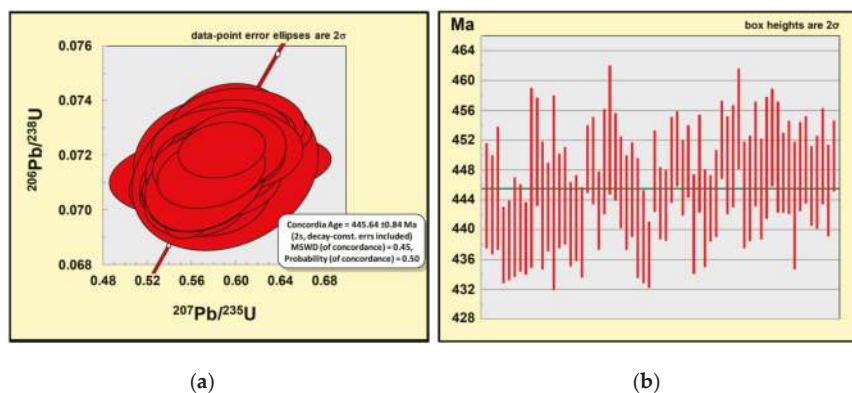 data-point error ellipses are 2σ
0.076
0.074
0.072
0.070
0.068
206Pb/238U
0.48
0.52
0.56
0.60
0.64
0.68
207Pb/235U
Concordia Age = 445.64 ±0.84 Ma
(2s, decay-const. errs included)
MSWD (of concordance) = 0.45,
Probability (of concordance) = 0.50
(a)
Ma
box heights are 2σ
464
460
456
452
448
444
440
436
432
428
(b)